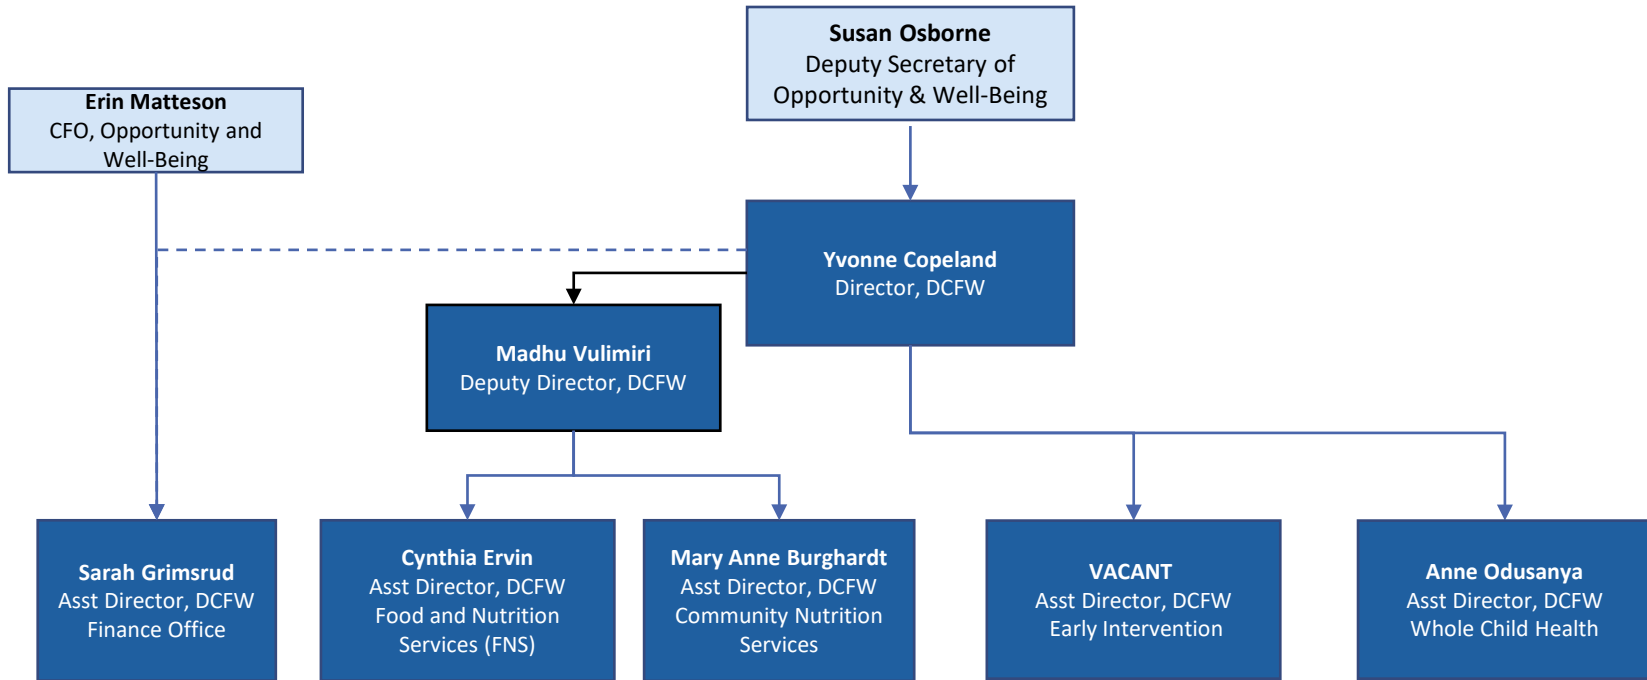 Susan Osborne
Deputy Secretary of
Opportunity & Well-Being
Erin Matteson
CFO, Opportunity and
Well-Being
Yvonne Copeland
Director, DCFW
Madhu Vulimiri
Deputy Director, DCFW
Sarah Grimsrud
Asst Director, DCFW
Finance Office
Cynthia Ervin
Asst Director, DCFW
Food and Nutrition
Services (FNS)
Mary Anne Burghardt
Asst Director, DCFW
Community Nutrition
Services
VACANT
Asst Director, DCFW
Early Intervention
Anne Odusanya
Asst Director, DCFW
Whole Child Health